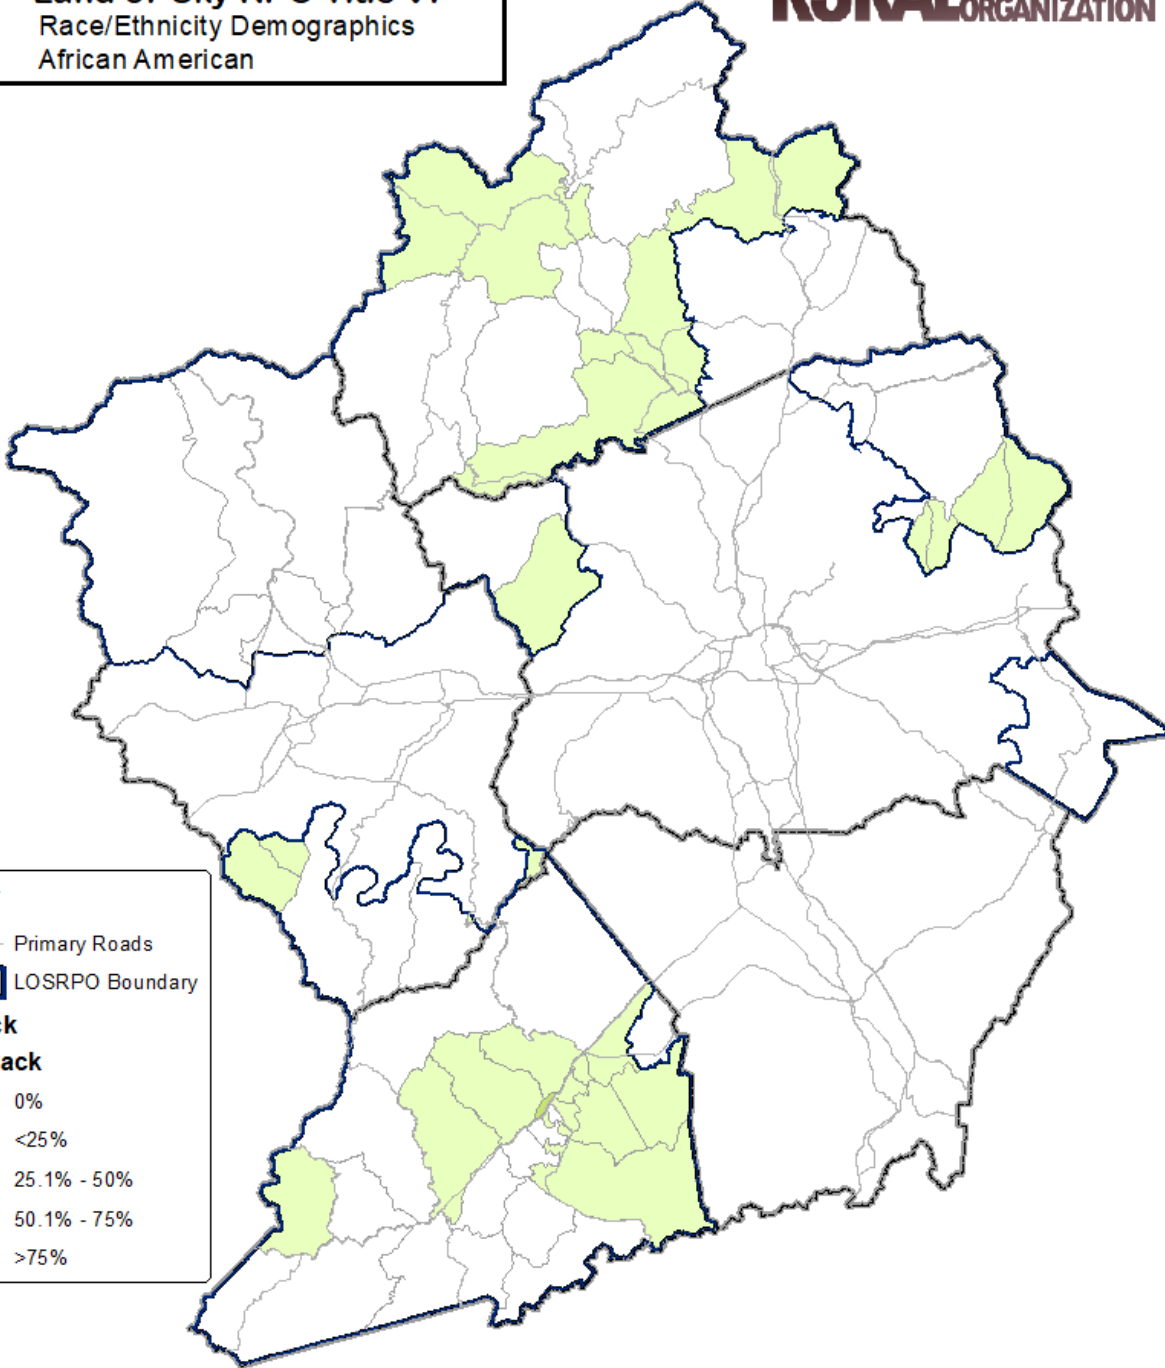 Race/Ethnicity Demographics
African American
ORGANIZATION
Primary Roads
LOSRPO Boundary
0%
<25%
25.1% - 50%
50.1% - 75%
>75%